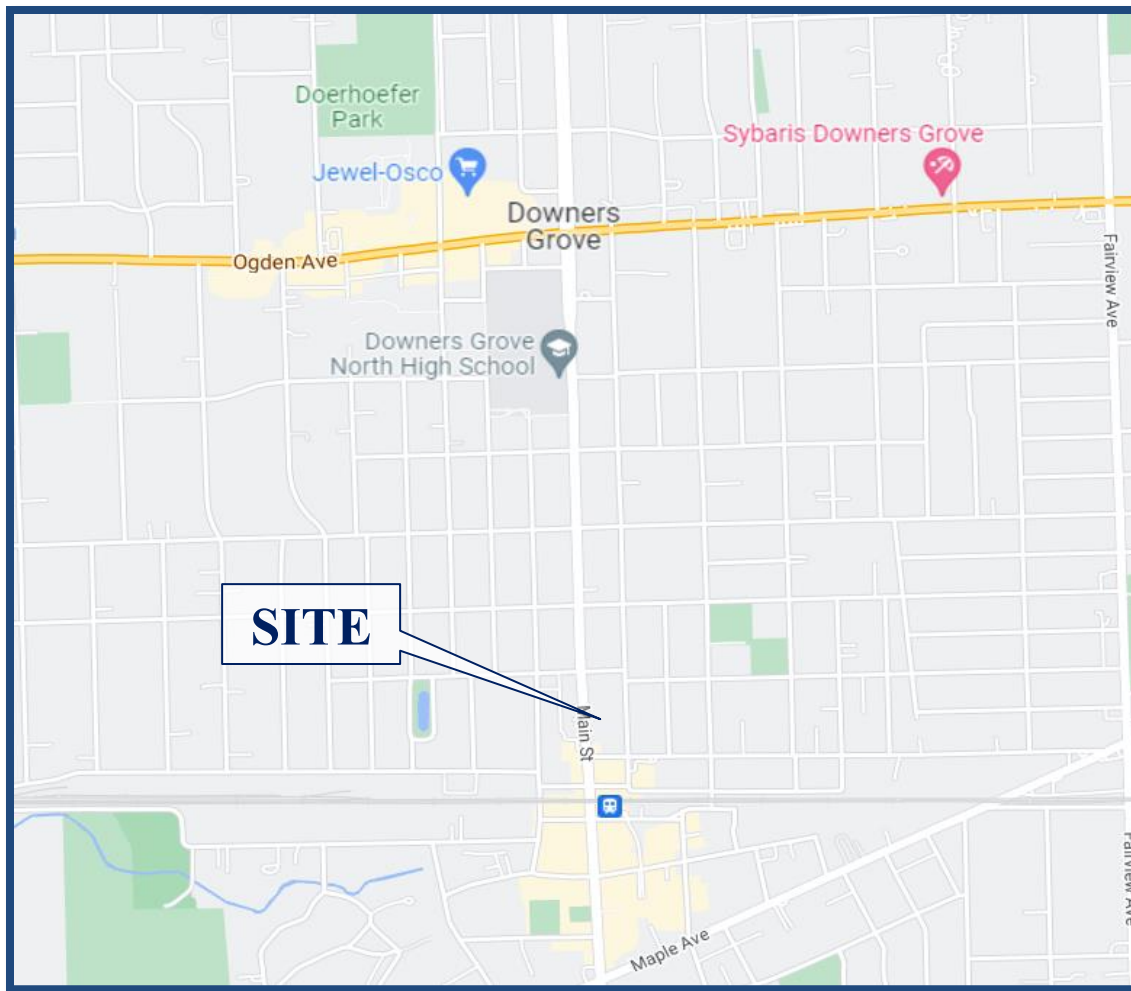 Doerhoefer
Park
Sybaris Downers Grove
Jewel-Osco
Downers
Grove
Ogden Ave
Fairview Ave
Downers Grove
North High School
SITE
Main St
Fairview Ave
Maple Ave